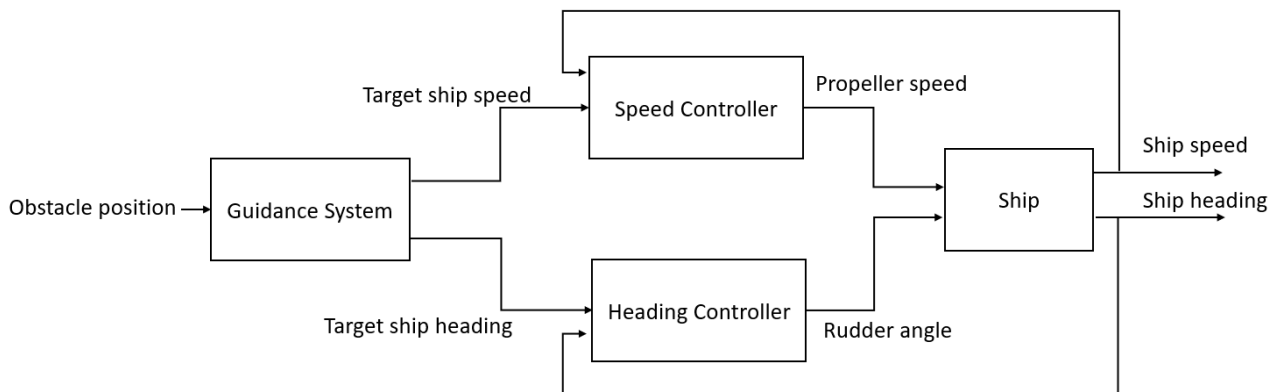 Target ship speed
Speed Controller
Propeller speed
Obstacle position
Guidance System
Ship
Ship speed
Ship heading
Target ship heading
Heading Controller
Rudder angle